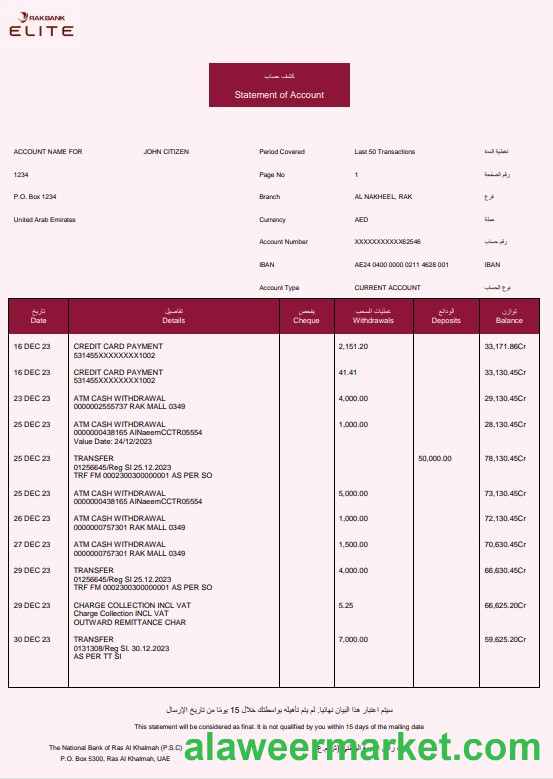 RAKBANK
ELITE
كشف حساب
Statement of Account
ACCOUNT NAME FOR JOHN CITIZEN Period Covered Last 50 Transactions
1234 Page No 1 رقم الصفحة
P.O. Box 1234 Branch AL NAKHEEL, RAK فرع
United Arab Emirates Currency AED عملة
Account Number XXXXXXXXXXX62546 رقم حساب
IBAN AE24 0400 0000 0211 4628 001 IBAN
Account Type CURRENT ACCOUNT نوع الحساب
تاريخ تفاصيل يفحص عمليات السحب الودائع توازن
Date Details Cheque Withdrawals Deposits Balance
16 DEC 23 CREDIT CARD PAYMENT 2,151.20 33,171.86Cr
531455XXXXXXXX1002
16 DEC 23 CREDIT CARD PAYMENT 41.41 33,130.45Cr
531455XXXXXXXX1002
23 DEC 23 ATM CASH WITHDRAWAL 4,000.00 29,130.45Cr
0000002555737 RAK MALL 0349
25 DEC 23 ATM CASH WITHDRAWAL 1,000.00 28,130.45Cr
0000000438165 AlNaeemCCTR05554
Value Date: 24/12/2023
25 DEC 23 TRANSFER 50,000.00 78,130.45Cr
01256645/Reg SI 25.12.2023
TRF FM 0002300300000001 AS PER SO
25 DEC 23 ATM CASH WITHDRAWAL 5,000.00 73,130.45Cr
0000000438165 AlNaeemCCTR05554
26 DEC 23 ATM CASH WITHDRAWAL 1,000.00 72,130.45Cr
0000000757301 RAK MALL 0349
27 DEC 23 ATM CASH WITHDRAWAL 1,500.00 70,630.45Cr
0000000757301 RAK MALL 0349
29 DEC 23 TRANSFER 4,000.00 66,630.45Cr
01256645/Reg SI 25.12.2023
TRF FM 0002300300000001 AS PER SO
29 DEC 23 CHARGE COLLECTION INCL VAT 5.25 66,625.20Cr
Charge Collection INCL VAT
OUTWARD REMITTANCE CHAR
30 DEC 23 TRANSFER 7,000.00 59,625.20Cr
0131308/Reg SI. 30.12.2023
AS PER TT SI
سيتم اعتبار هذا البيان نهائيا. لم يتم تأهيله بواسطتك خلال 15 يومًا من تاريخ الإرسال
This statement will be considered as final. It is not qualified by you within 15 days of the mailing date
The National Bank of Ras Al Khaimah (P.S.C)
P.O. Box 5300, Ras Al Khaimah, UAE
alaweermarket.com